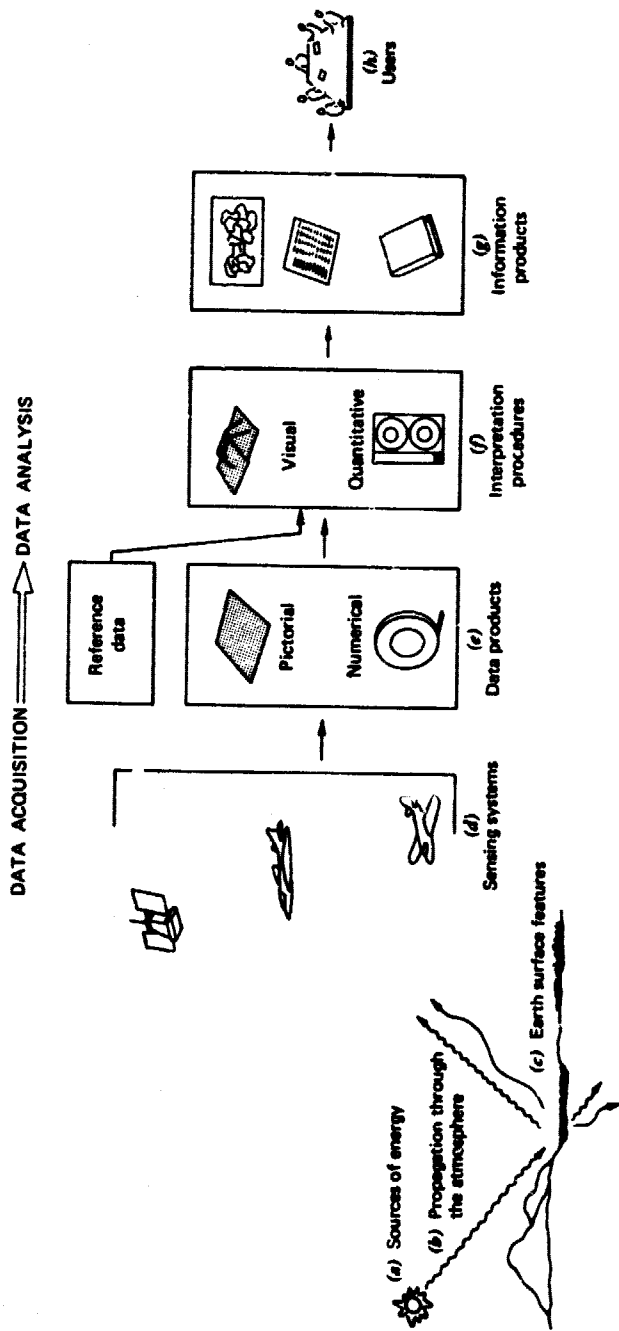 DATA ACQUISITION
DATA ANALYSIS
(a) Sources of energy
(b) Propagation through
the atmosphere
(c) Earth surface features
(d)
Sensing systems
Reference
data
Pictorial
Numerical
(e)
Data products
Visual
Quantitative
(f)
Interpretation
procedures
(g)
Information
products
(h)
Users